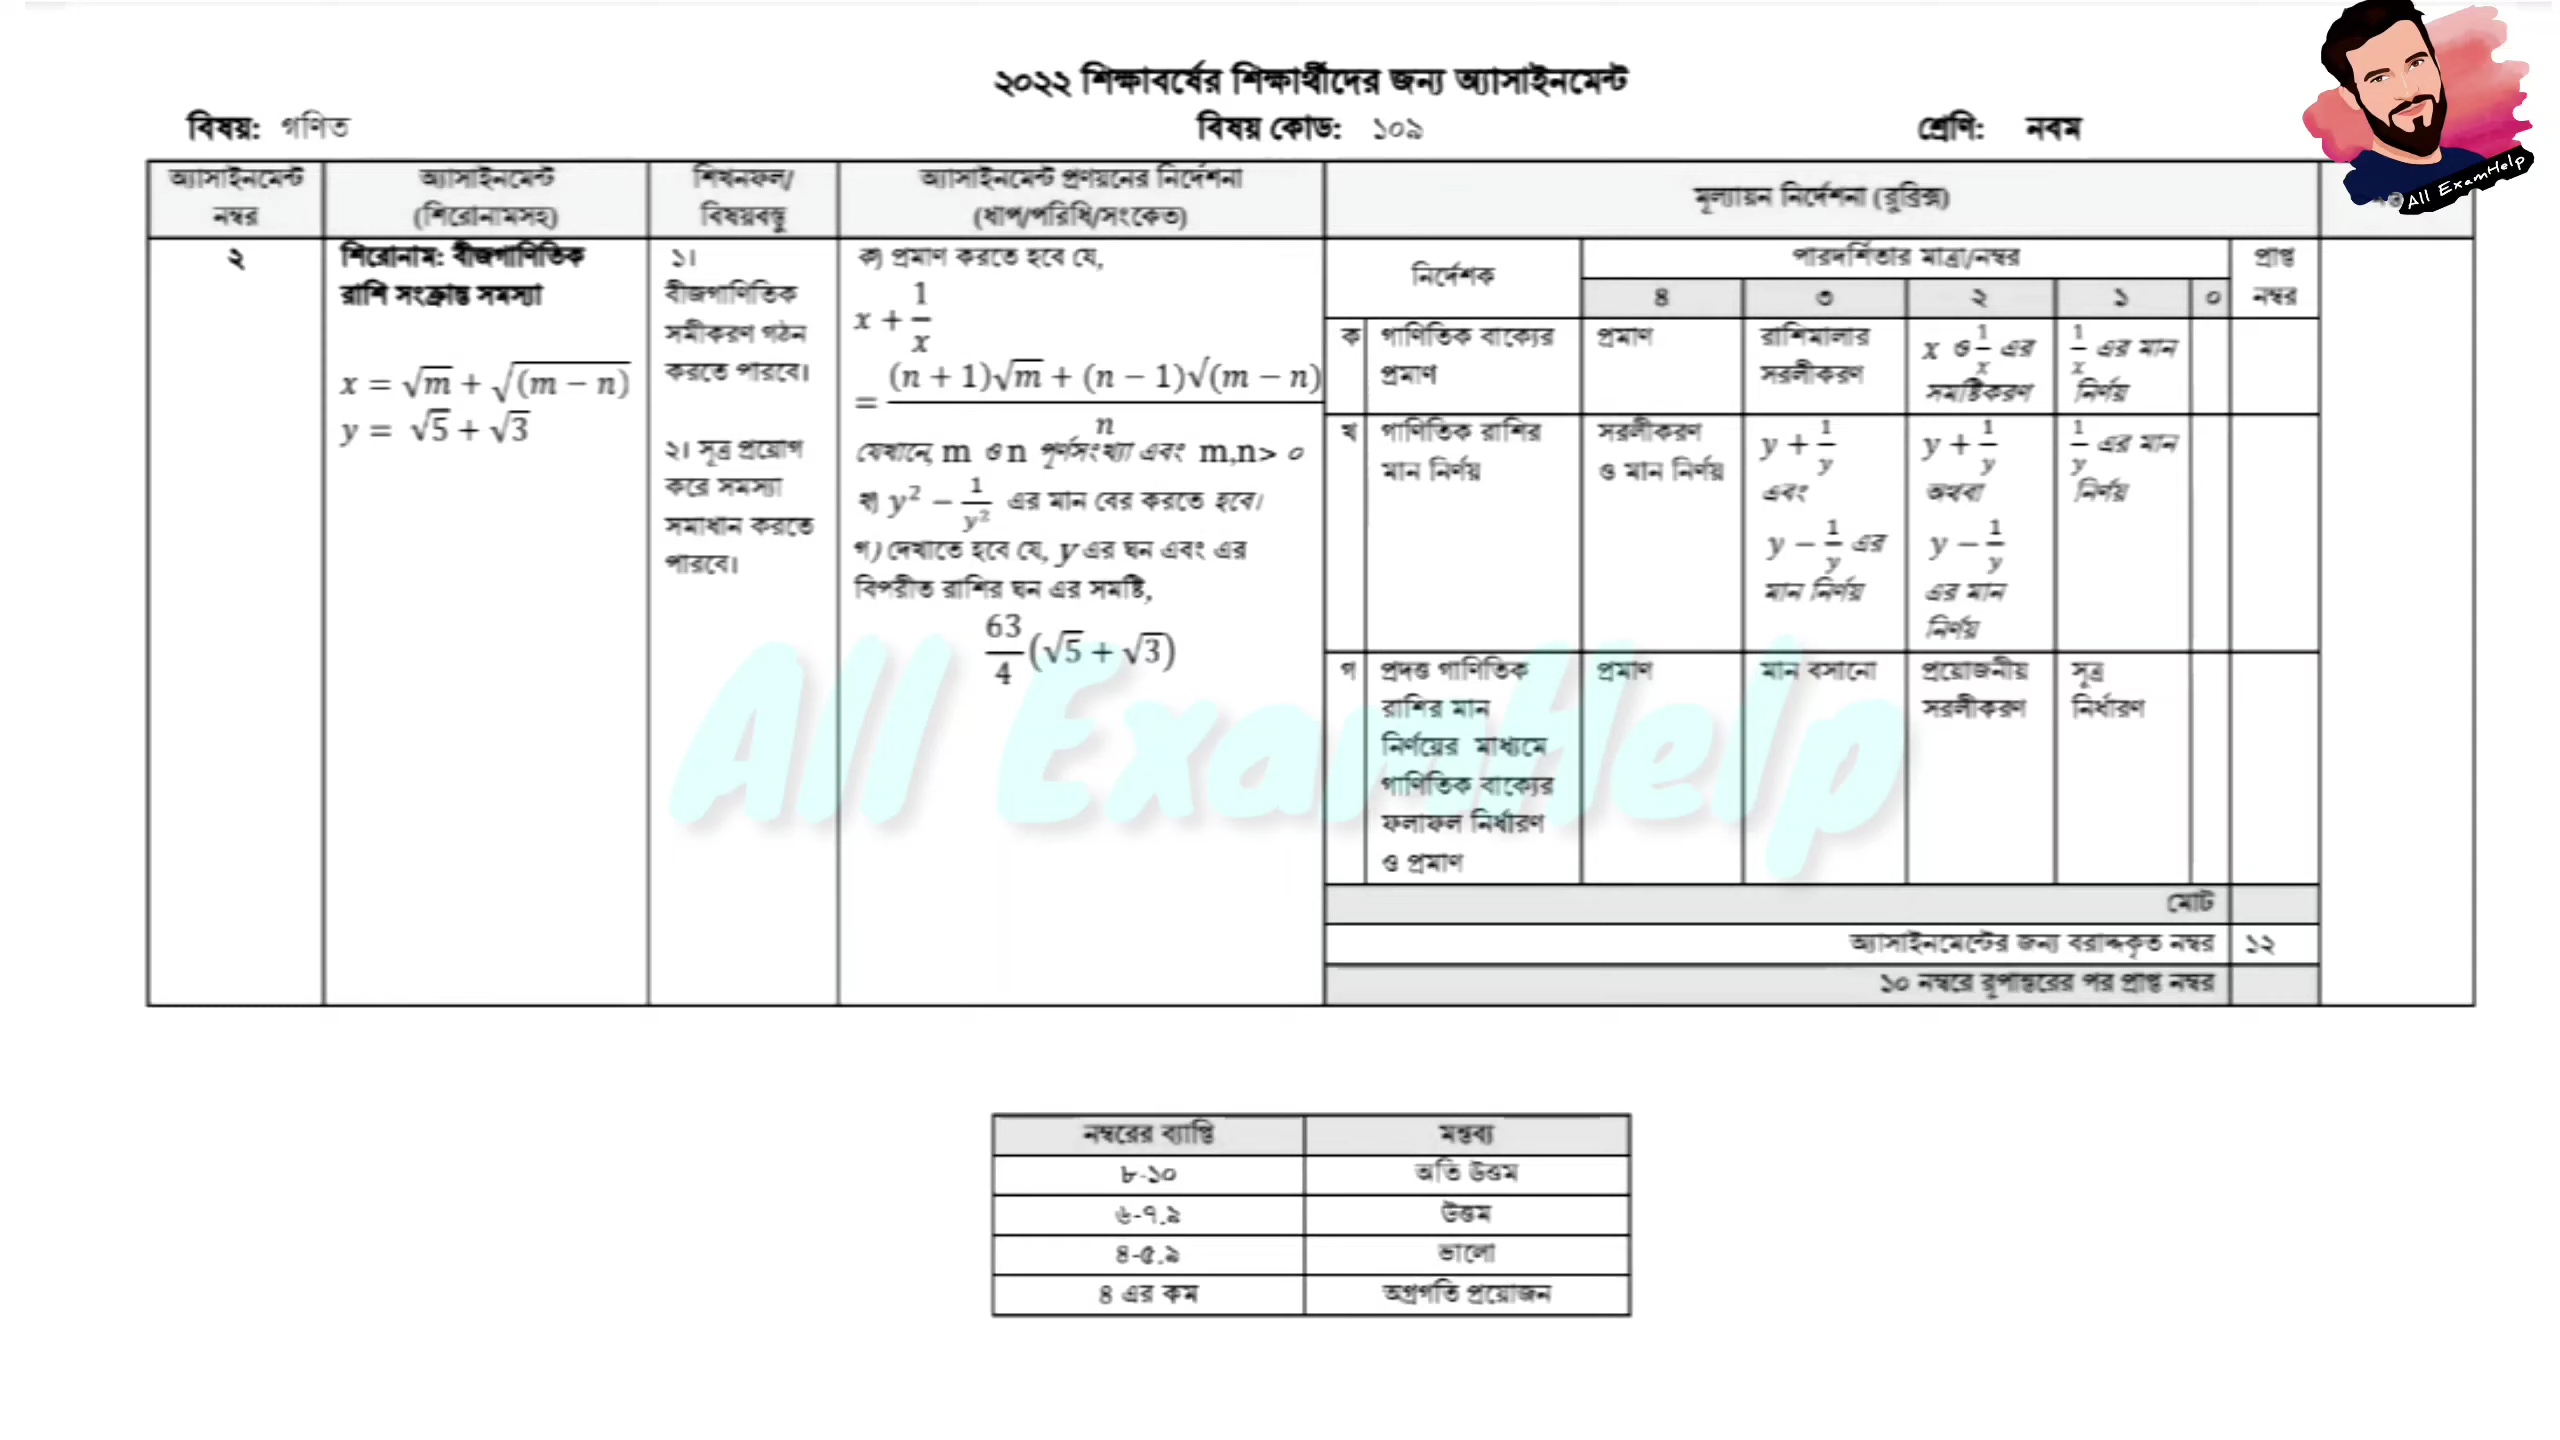 ২০২২ শিক্ষাবর্ষের শিক্ষার্থীদের জন্য অ্যাসাইনমেন্ট
বিষয়: গণিত
বিষয় কোড: ১০৯
শ্রেণি: নবম
All ExamHelp
অ্যাসাইনমেন্ট
নম্বর
অ্যাসাইনমেন্ট
(শিরোনামসহ)
শিখনফল/
বিষয়বস্তু
অ্যাসাইনমেন্ট প্রণয়নের নির্দেশনা
(ধাপ/পরিধি/সংকেত)
মূল্যায়ন নির্দেশনা (রুব্রিক্স)
২
শিরোনাম: বীজগাণিতিক
রাশি সংক্রান্ত সমস্যা
x = √m + √(m − n)
y = √5 + √3
১।
বীজগাণিতিক
সমীকরণ গঠন
করতে পারবে।
২। সূত্র প্রয়োগ
করে সমস্যা
সমাধান করতে
পারবে।
ক) প্রমাণ করতে হবে যে,
x + 1/x
= ((n + 1)√m + (n − 1)√(m − n))/n
যেখানে, m ও n পূর্ণসংখ্যা এবং m,n> ০
খ) y² − 1/y² এর মান বের করতে হবে।
গ) দেখাতে হবে যে, y এর ঘন এবং এর
বিপরীত রাশির ঘন এর সমষ্টি,
63/4 (√5 + √3)
নির্দেশক
পারদর্শিতার মাত্রা/নম্বর
প্রাপ্ত
নম্বর
৪ ৩ ২ ১ ০
ক
গাণিতিক বাক্যের
প্রমাণ
প্রমাণ
রাশিমালার
সরলীকরণ
x ও 1/x এর
সমষ্টিকরণ
1/x এর মান
নির্ণয়
খ
গাণিতিক রাশির
মান নির্ণয়
সরলীকরণ
ও মান নির্ণয়
y + 1/y
এবং
y − 1/y এর
মান নির্ণয়
y + 1/y
অথবা
y − 1/y
এর মান
নির্ণয়
1/y এর মান
নির্ণয়
গ
প্রদত্ত গাণিতিক
রাশির মান
নির্ণয়ের মাধ্যমে
গাণিতিক বাক্যের
ফলাফল নির্ধারণ
ও প্রমাণ
প্রমাণ
মান বসানো
প্রয়োজনীয়
সরলীকরণ
সূত্র
নির্ধারণ
মোট
অ্যাসাইনমেন্টের জন্য বরাদ্দকৃত নম্বর ১২
১০ নম্বরে রূপান্তরের পর প্রাপ্ত নম্বর
All ExamHelp
নম্বরের ব্যাপ্তি মন্তব্য
৮-১০ অতি উত্তম
৬-৭.৯ উত্তম
৪-৫.৯ ভালো
৪ এর কম অগ্রগতি প্রয়োজন